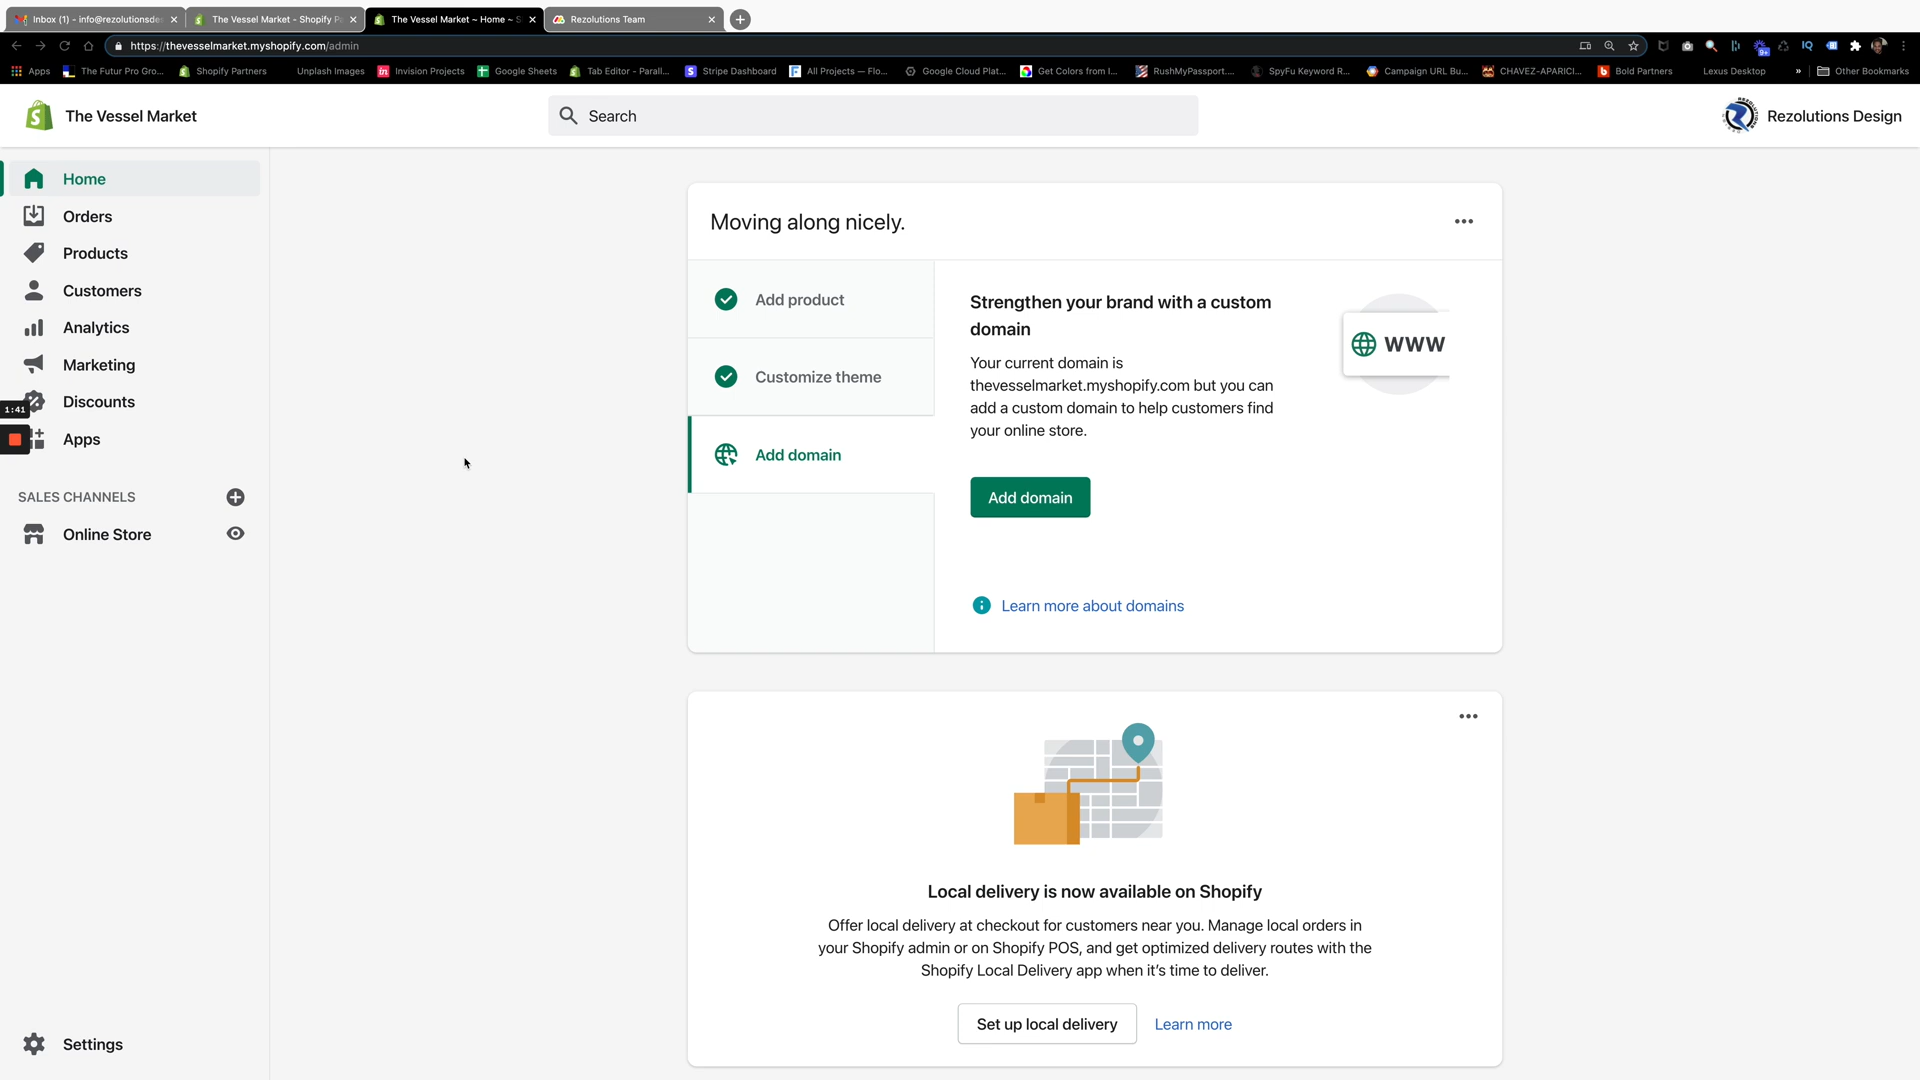 Inbox (1) - info@rezolutionsde
The Vessel Market - Shopify P
The Vessel Market ~ Home ~ S
Rezolutions Team
https://thevesselmarket.myshopify.com/admin
9+
IQ
Apps
The Futur Pro Gro...
Shopify Partners
Unplash Images
in
Invision Projects
Google Sheets
Tab Editor - Parall...
Stripe Dashboard
All Projects — Flo...
Google Cloud Plat...
Get Colors from I...
RushMyPassport....
SpyFu Keyword R...
Campaign URL Bu...
CHAVEZ-APARICI...
Bold Partners
Lexus Desktop
»
Other Bookmarks
The Vessel Market
Search
Rezolutions Design
Home
Orders
Products
Customers
Analytics
Marketing
Discounts
1:41
Apps
SALES CHANNELS
Online Store
Settings
Moving along nicely.
Add product
Customize theme
Add domain
Strengthen your brand with a custom
domain
Your current domain is
thevesselmarket.myshopify.com but you can
add a custom domain to help customers find
your online store.
WWW
Add domain
Learn more about domains
Local delivery is now available on Shopify
Offer local delivery at checkout for customers near you. Manage local orders in
your Shopify admin or on Shopify POS, and get optimized delivery routes with the
Shopify Local Delivery app when it's time to deliver.
Set up local delivery
Learn more